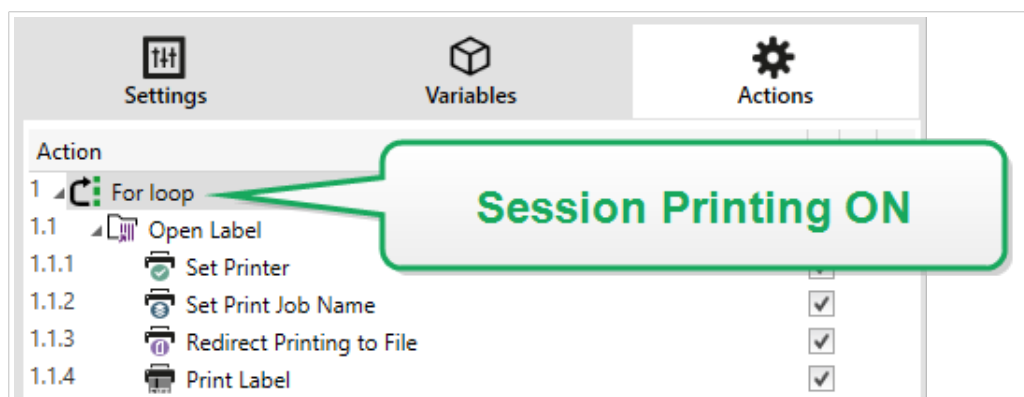 Settings Variables Actions
Action
1 For loop
Session Printing ON
1.1 Open Label
1.1.1 Set Printer
1.1.2 Set Print Job Name
1.1.3 Redirect Printing to File
1.1.4 Print Label